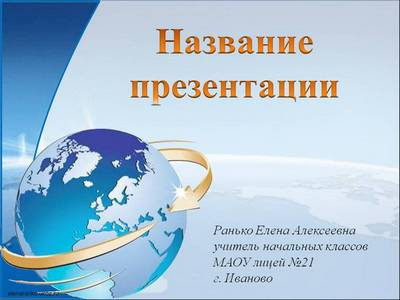 Название
презентации
Ранько Елена Алексеевна
учитель начальных классов
МАОУ лицей №21
г. Иваново